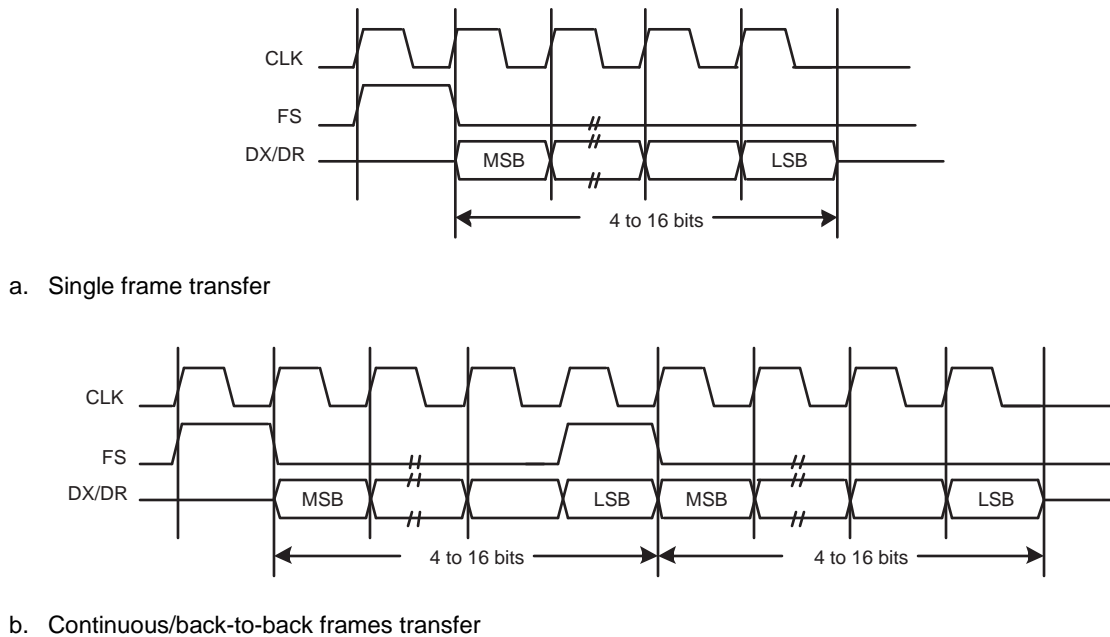 CLK
FS
DX/DR
MSB
LSB
4 to 16 bits
a. Single frame transfer
CLK
FS
DX/DR
MSB
LSB
MSB
LSB
4 to 16 bits
4 to 16 bits
b. Continuous/back-to-back frames transfer